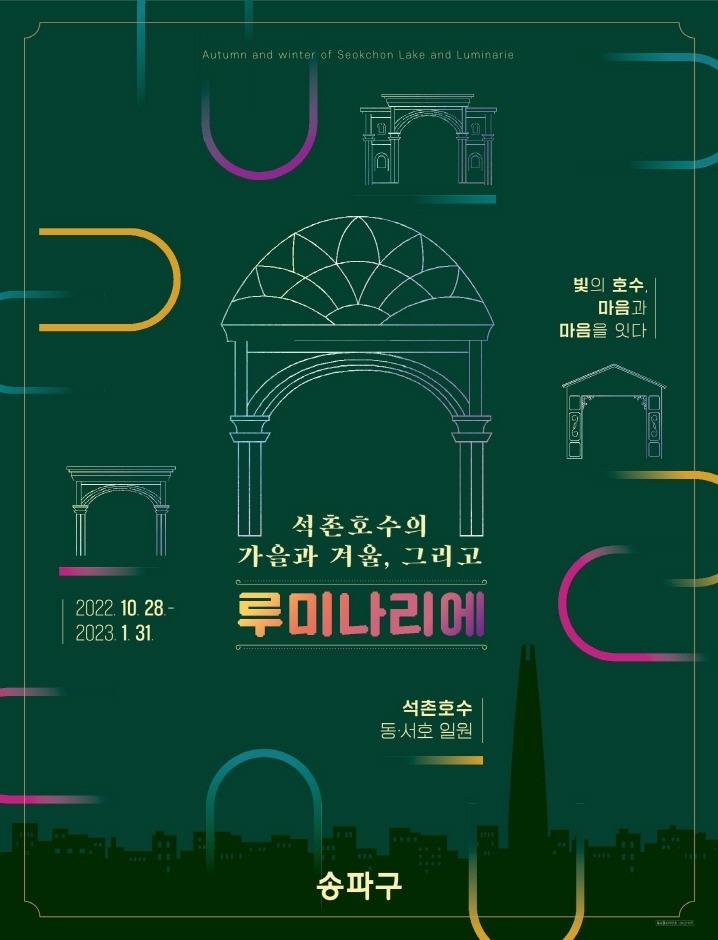 Autumn and winter of Seokchon Lake and Luminarie
빛의 호수,
마음과
마음을 잇다
석촌호수의
가을과 겨울, 그리고
루미나리에
2022. 10. 28.-
2023. 1. 31.
석촌호수
동·서호 일원
송파구